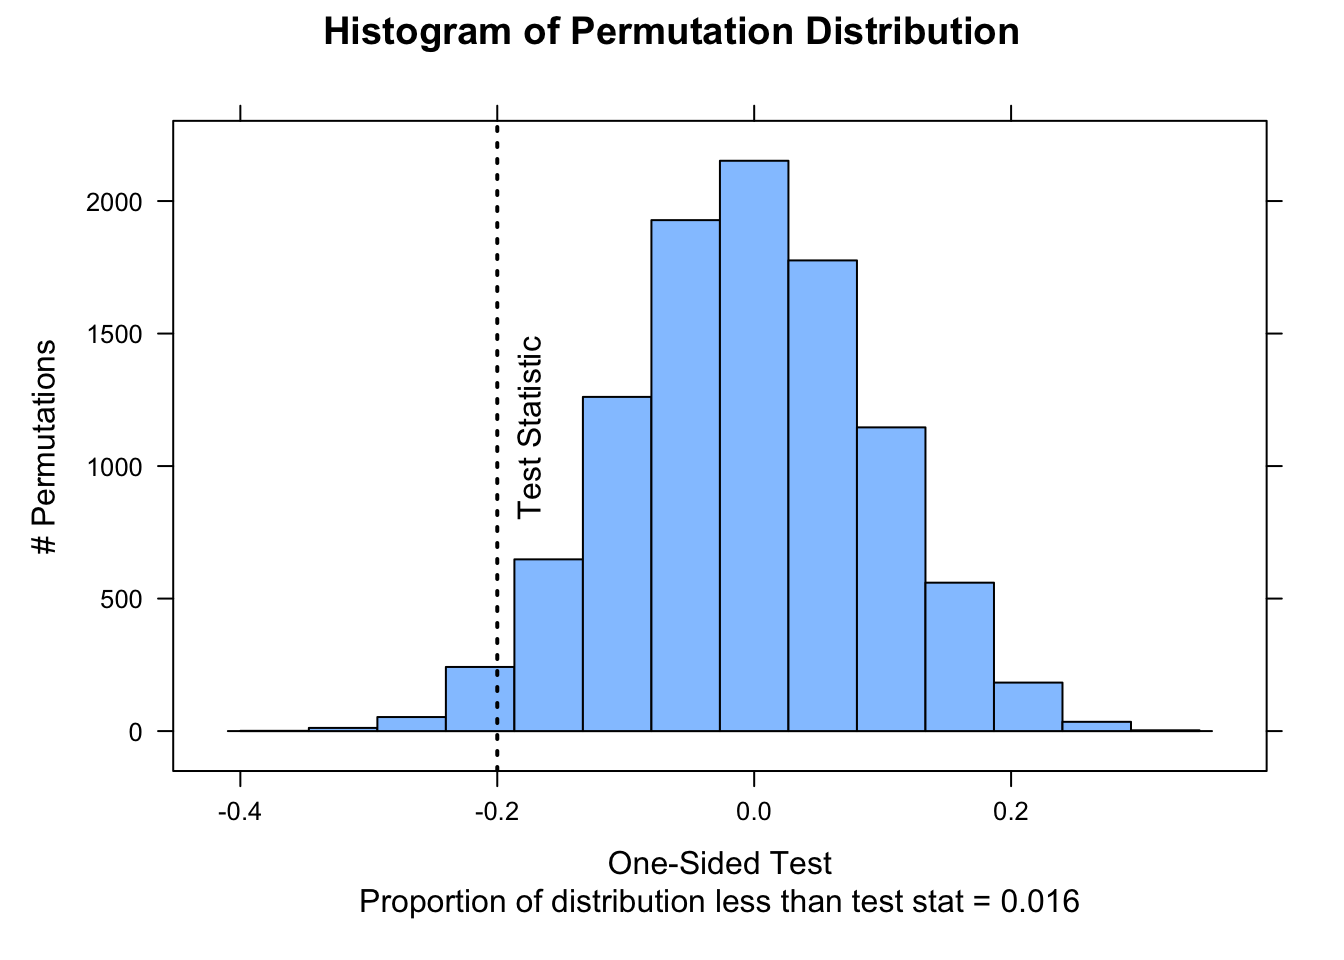 Histogram of Permutation Distribution
2000
1500
1000
500
0
# Permutations
Test Statistic
-0.4
-0.2
0.0
0.2
One-Sided Test
Proportion of distribution less than test stat = 0.016